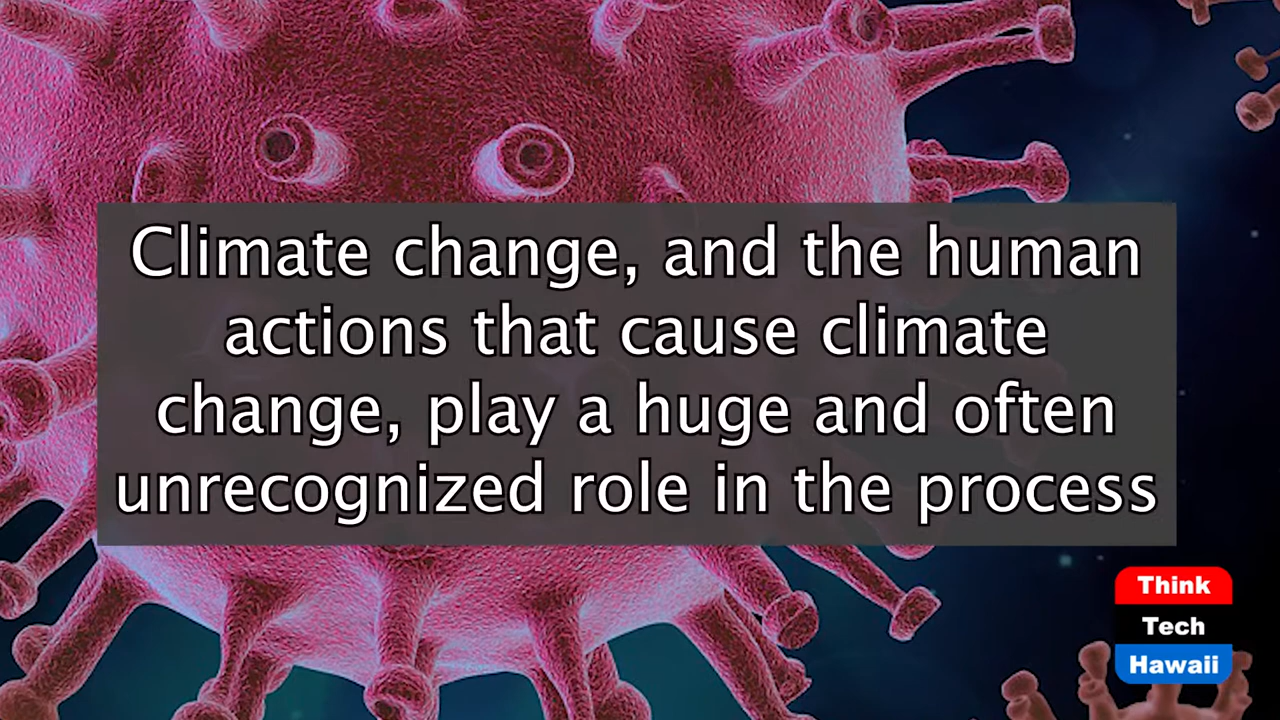 Climate change, and the human
actions that cause climate
change, play a huge and often
unrecognized role in the process
Think
Tech
Hawaii